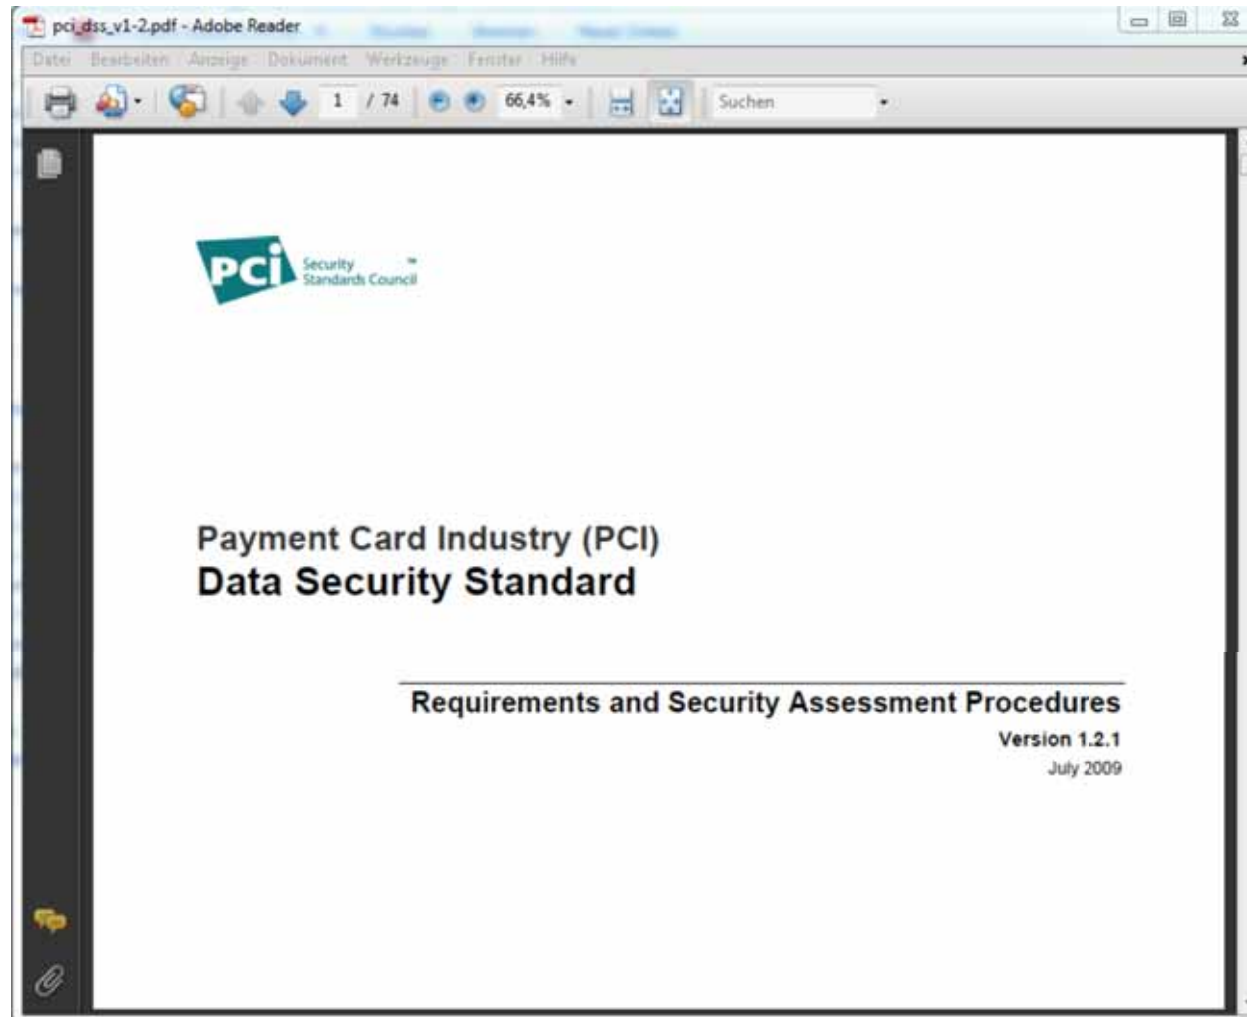 pci_dss_v1-2.pdf - Adobe Reader
Datei Bearbeiten Anzeige Dokument Werkzeuge Fenster Hilfe
1 / 74 66,4% Suchen
PCi Security Standards Council ™
Payment Card Industry (PCI)
Data Security Standard
Requirements and Security Assessment Procedures
Version 1.2.1
July 2009